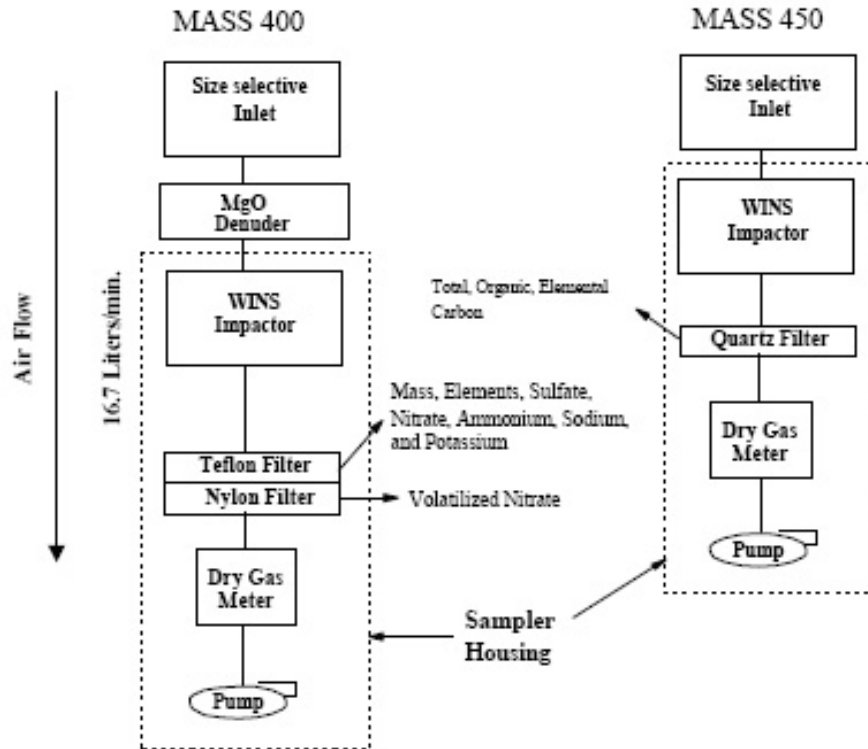 MASS 400
Size selective
Inlet
MgO
Denuder
WINS
Impactor
Teflon Filter
Nylon Filter
Dry Gas
Meter
Pump
Air Flow
16.7 Liters/min.
Mass, Elements, Sulfate,
Nitrate, Ammonium, Sodium,
and Potassium
Volatilized Nitrate
Sampler
Housing
MASS 450
Size selective
Inlet
WINS
Impactor
Total, Organic, Elemental
Carbon
Quartz Filter
Dry Gas
Meter
Pump